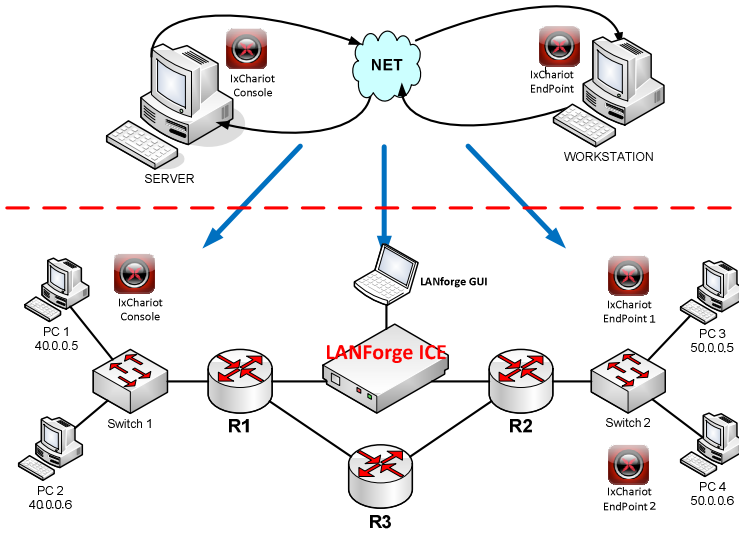 IxChariot
Console
NET
IxChariot
EndPoint
SERVER
WORKSTATION
IxChariot
Console
LANforge GUI
IxChariot
EndPoint 1
PC 1
40.0.0.5
PC 3
50.0.0.5
LANForge ICE
Switch 1
R1
R2
Switch 2
IxChariot
EndPoint 2
PC 2
40.0.0.6
PC 4
50.0.0.6
R3